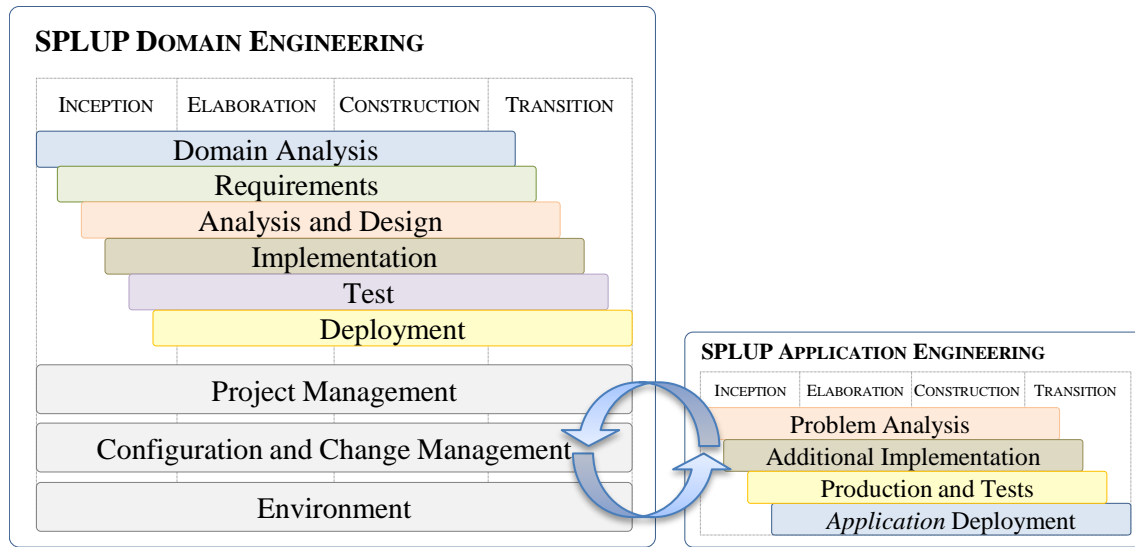 SPLUP DOMAIN ENGINEERING
INCEPTION ELABORATION CONSTRUCTION TRANSITION
Domain Analysis
Requirements
Analysis and Design
Implementation
Test
Deployment
Project Management
Configuration and Change Management
Environment
SPLUP APPLICATION ENGINEERING
INCEPTION ELABORATION CONSTRUCTION TRANSITION
Problem Analysis
Additional Implementation
Production and Tests
Application Deployment